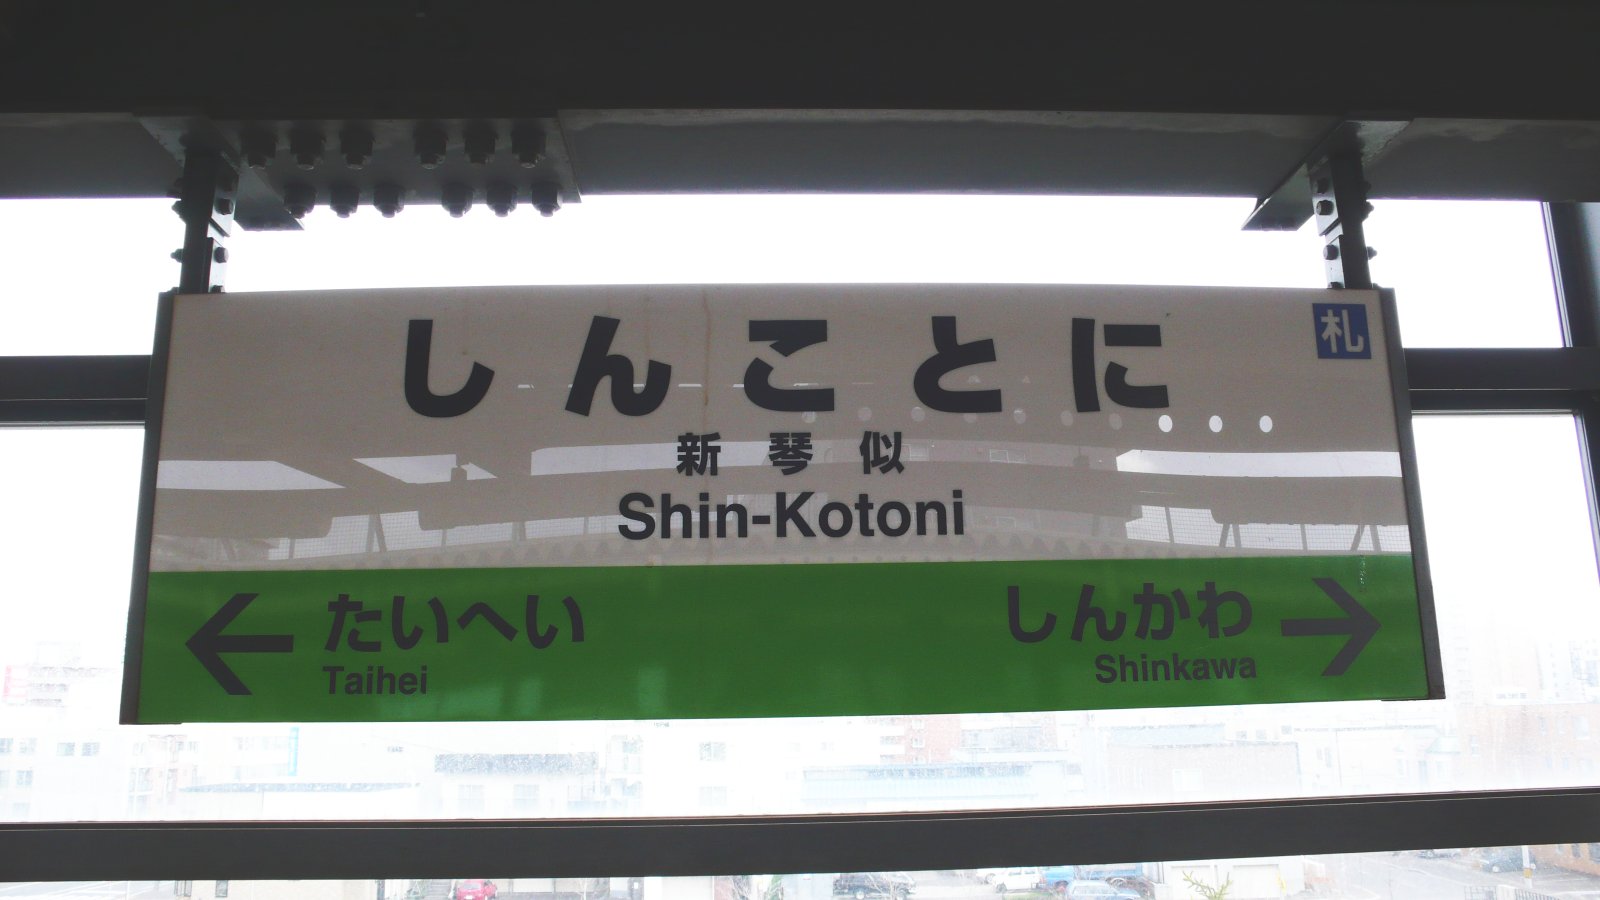 しんことに
札
新琴似
Shin-Kotoni
← たいへい
Taihei
しんかわ →
Shinkawa